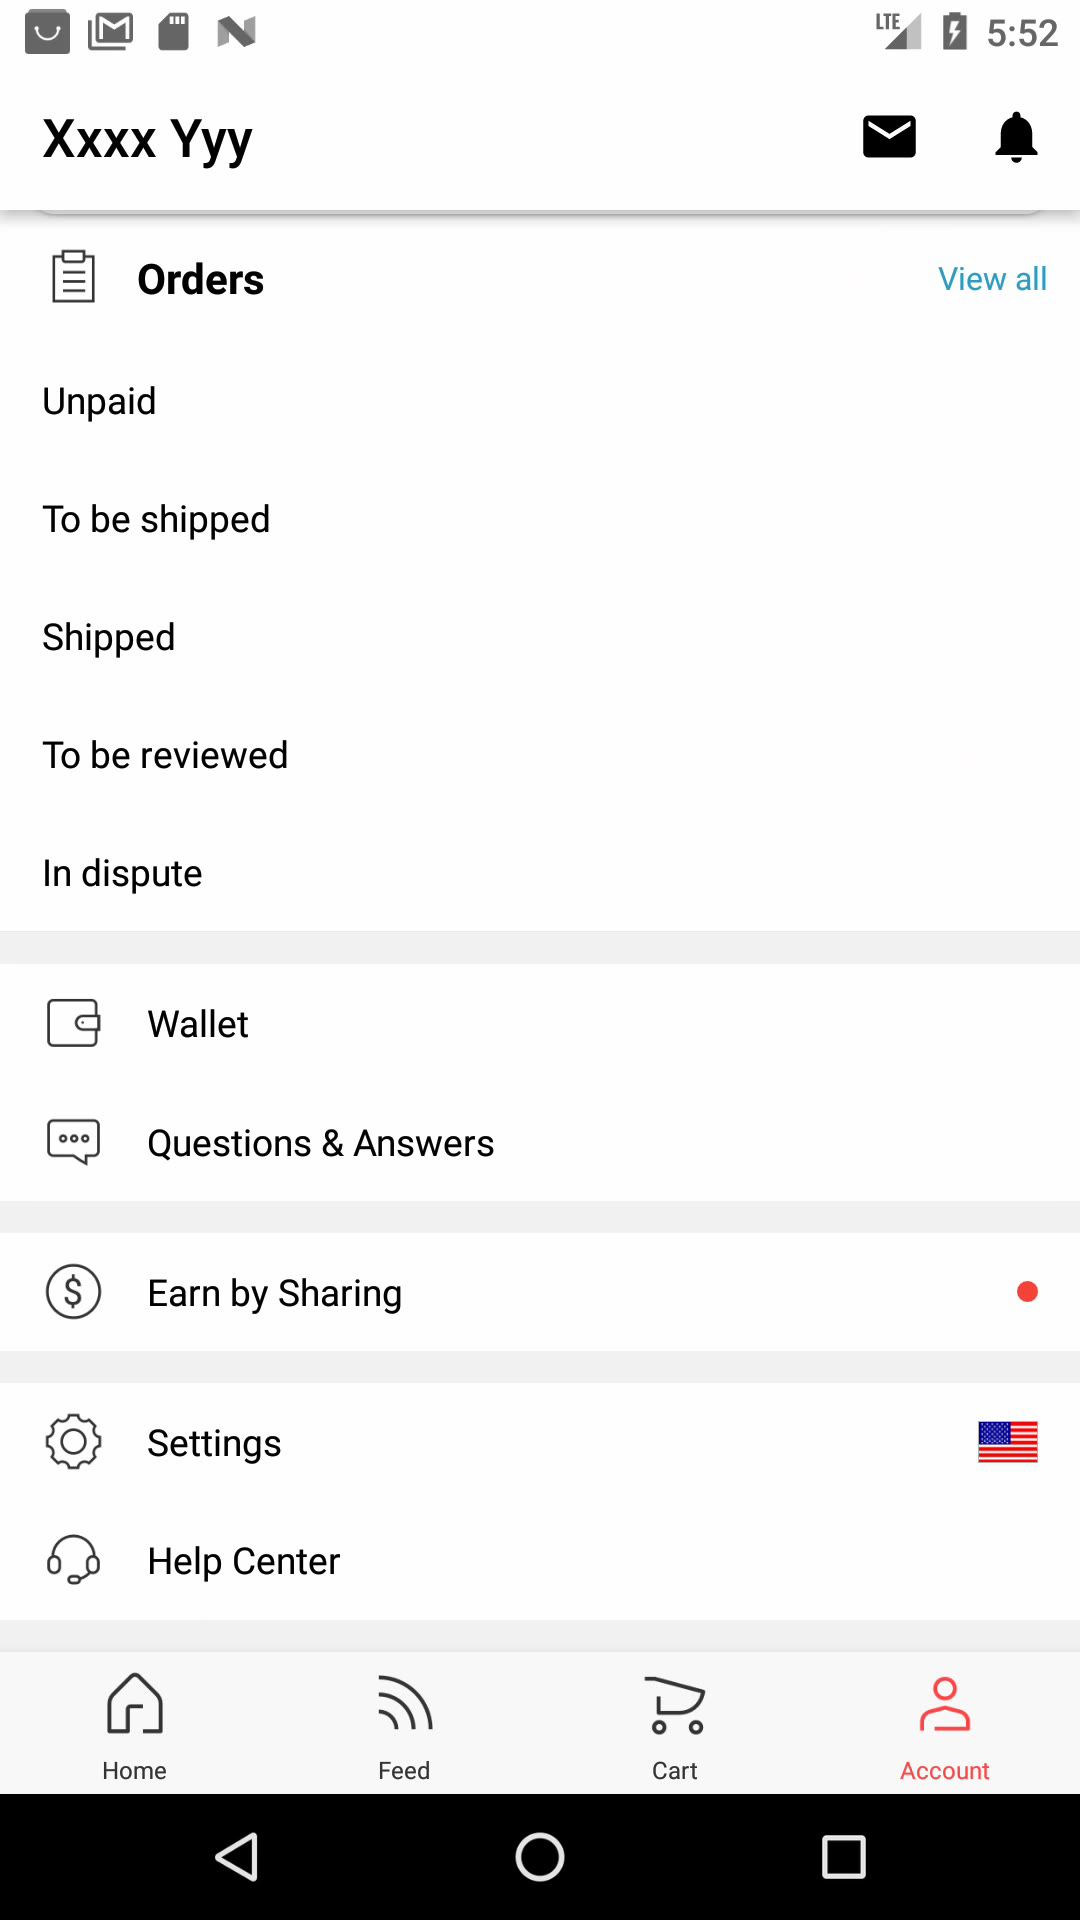 LTE 5:52
Xxxx Yyy
Orders View all
Unpaid
To be shipped
Shipped
To be reviewed
In dispute
Wallet
Questions & Answers
Earn by Sharing
Settings
Help Center
Home Feed Cart Account